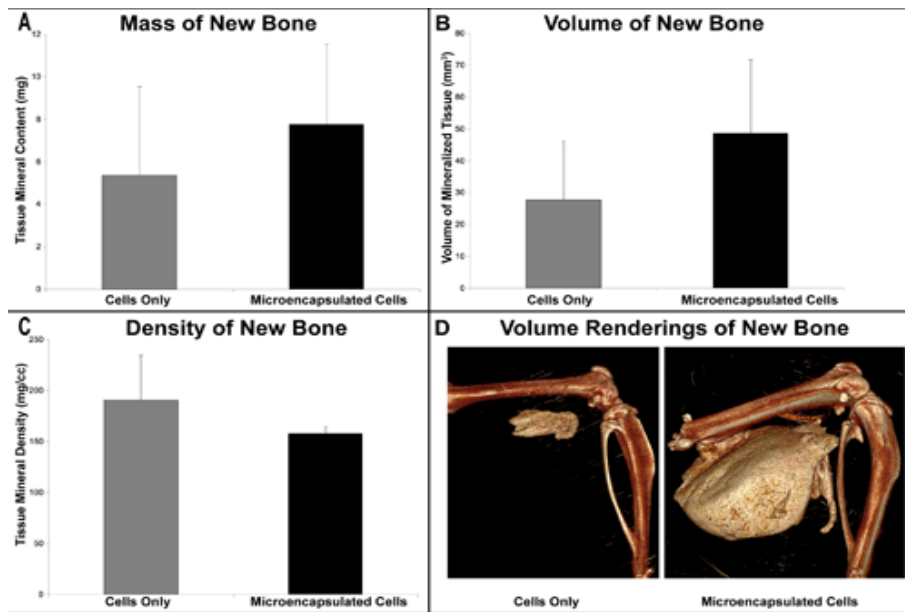 A
Mass of New Bone
Tissue Mineral Content (mg)
12
10
8
6
4
2
0
Cells Only
Microencapsulated Cells
B
Volume of New Bone
Volume of Mineralized Tissue (mm³)
80
70
60
50
40
30
20
10
0
Cells Only
Microencapsulated Cells
C
Density of New Bone
Tissue Mineral Density (mg/cc)
250
200
150
100
50
0
Cells Only
Microencapsulated Cells
D
Volume Renderings of New Bone
Cells Only
Microencapsulated Cells